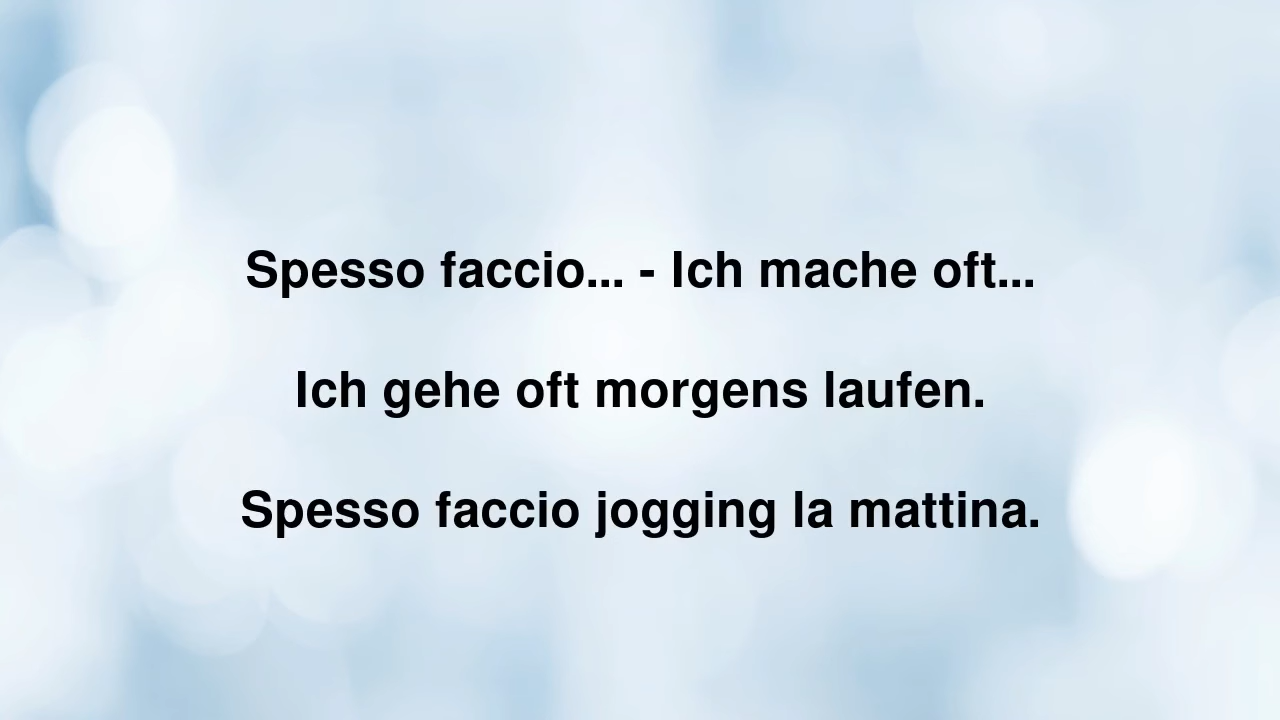 Spesso faccio... - Ich mache oft...
Ich gehe oft morgens laufen.
Spesso faccio jogging la mattina.